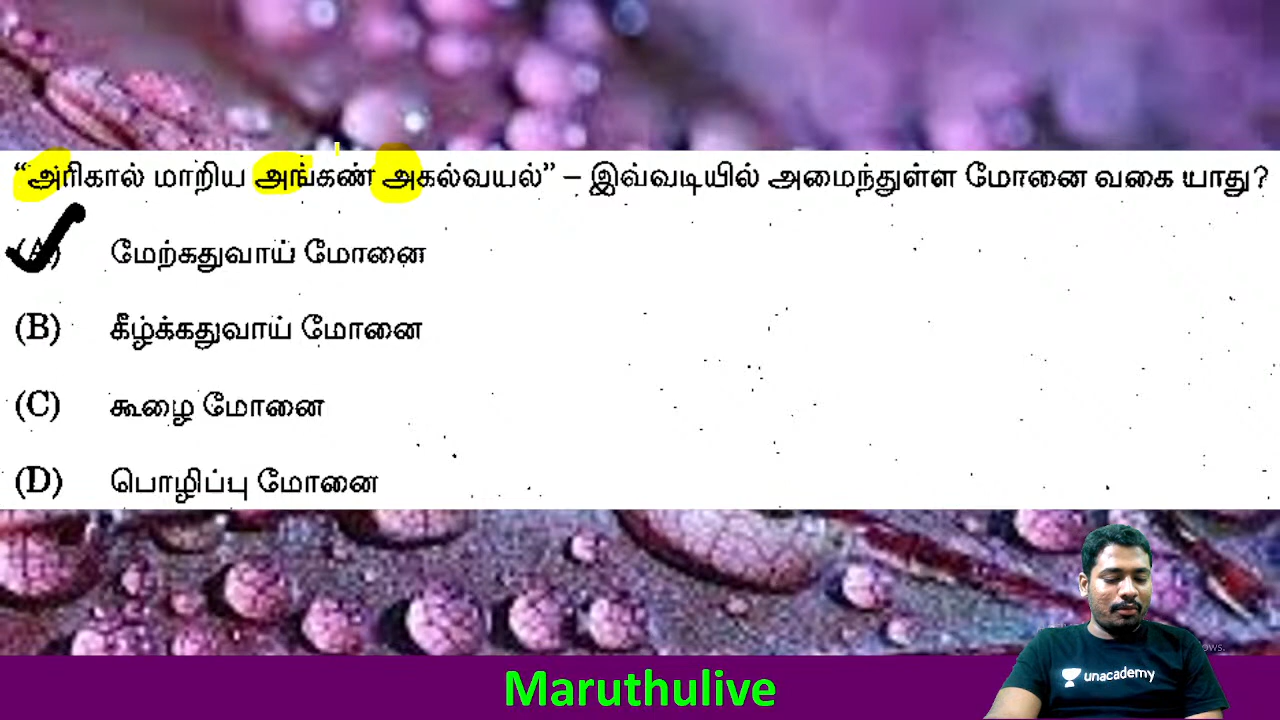 “அரிகால் மாறிய அங்கண் அகல்வயல்” – இவ்வடியில் அமைந்துள்ள மோனை வகை யாது?
(A) மேற்கதுவாய் மோனை
(B) கீழ்க்கதுவாய் மோனை
(C) கூழை மோனை
(D) பொழிப்பு மோனை
unacademy
Maruthulive